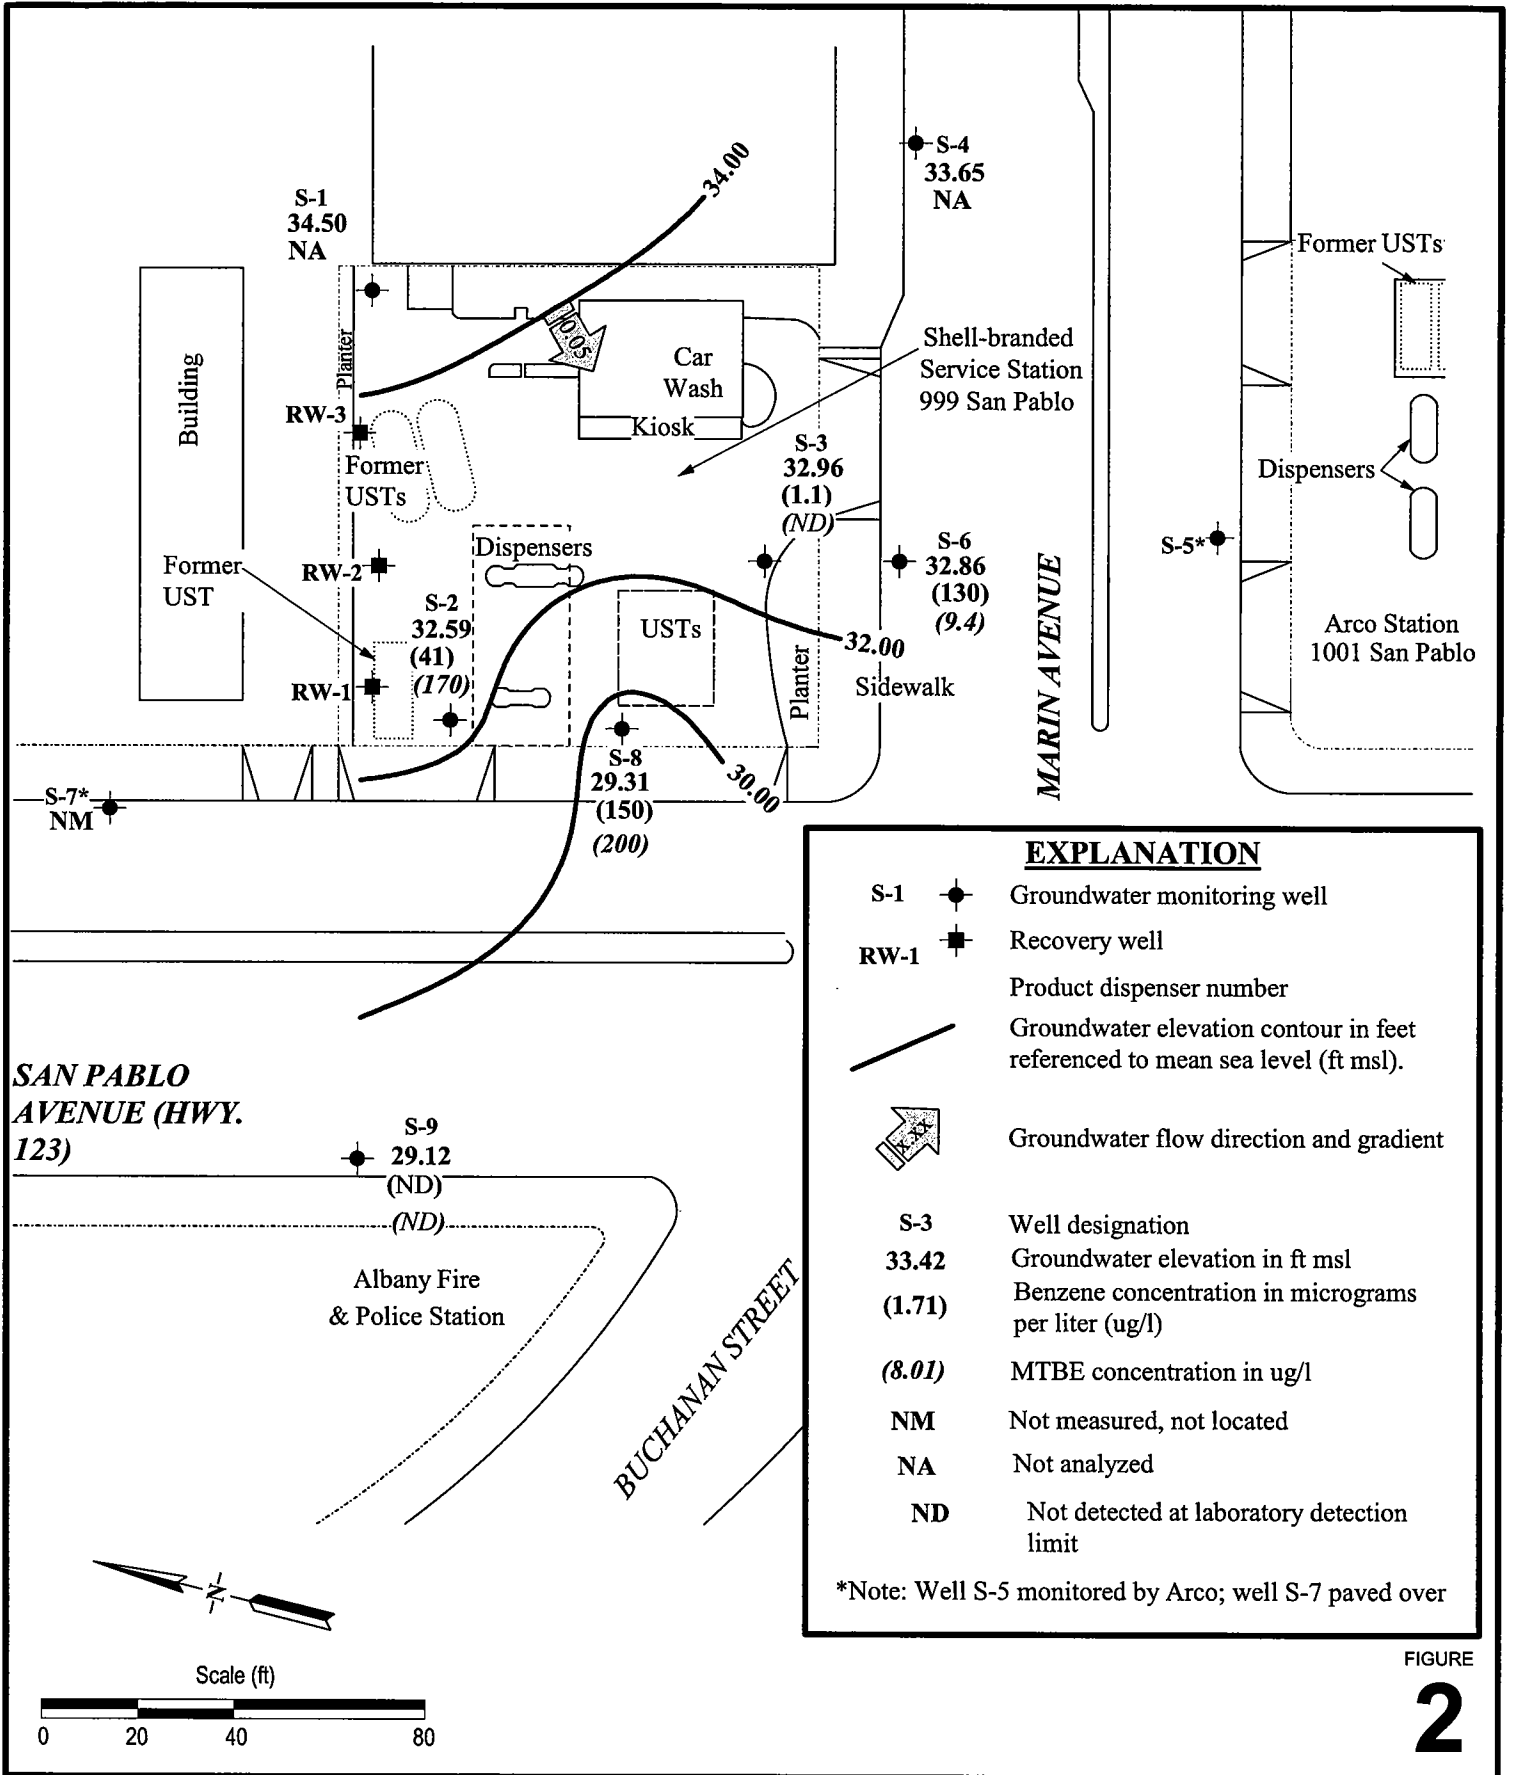 34.00
S-4
33.65
NA
S-1
34.50
NA
Former USTs
Planter
0.05
Shell-branded
Service Station
999 San Pablo
Car
Wash
Kiosk
Building
RW-3
S-3
32.96
(1.1)
(ND)
Former
USTs
Dispensers
Former
UST
RW-2
Dispensers
S-6
32.86
(130)
(9.4)
S-5*
S-2
32.59
(41)
(170)
USTs
32.00
RW-1
Planter
Sidewalk
MARIN AVENUE
Arco Station
1001 San Pablo
S-7*
NM
S-8
29.31
(150)
(200)
30.00
SAN PABLO
AVENUE (HWY.
123)
S-9
29.12
(ND)
(ND)
Albany Fire
& Police Station
BUCHANAN STREET
EXPLANATION
S-1
Groundwater monitoring well
RW-1
Recovery well
Product dispenser number
Groundwater elevation contour in feet
referenced to mean sea level (ft msl).
X.XX
Groundwater flow direction and gradient
S-3
Well designation
33.42
Groundwater elevation in ft msl
(1.71)
Benzene concentration in micrograms
per liter (ug/l)
(8.01)
MTBE concentration in ug/l
NM
Not measured, not located
NA
Not analyzed
ND
Not detected at laboratory detection
limit
*Note: Well S-5 monitored by Arco; well S-7 paved over
-N-
Scale (ft)
0 20 40 80
FIGURE
2